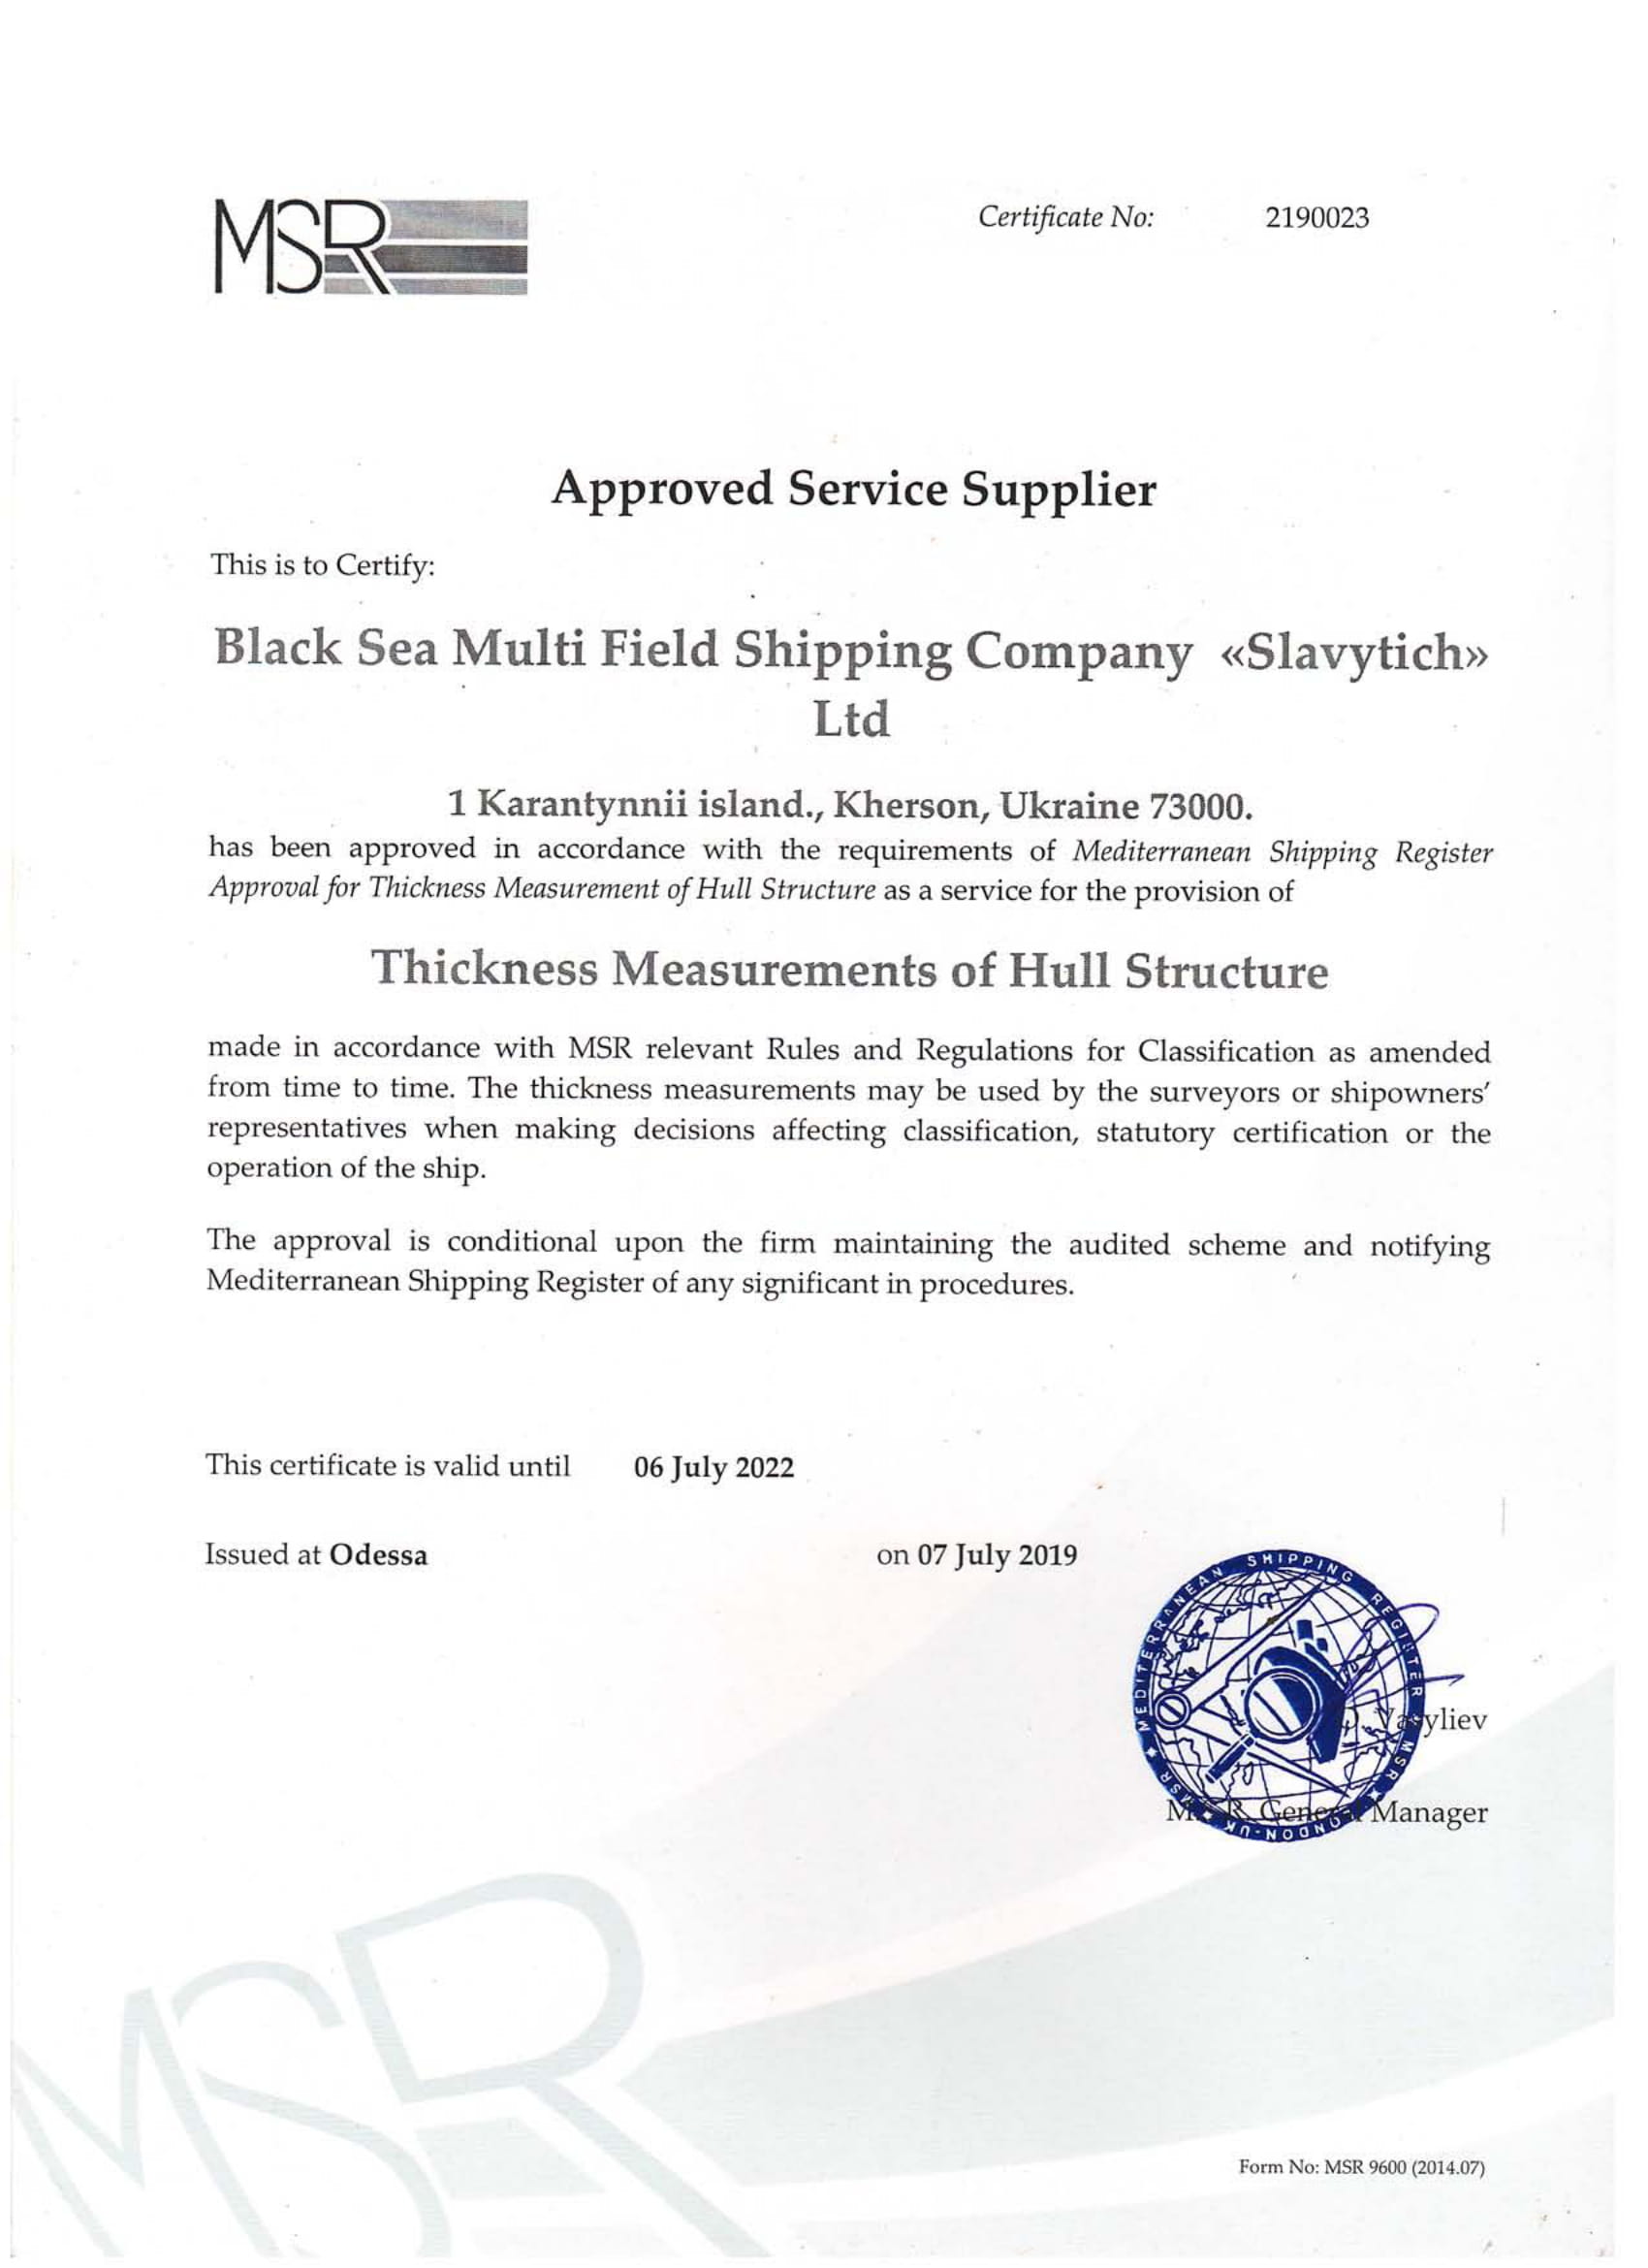 MSR
Certificate No: 2190023
Approved Service Supplier
This is to Certify:
Black Sea Multi Field Shipping Company «Slavytich»
Ltd
1 Karantynnii island., Kherson, Ukraine 73000.
has been approved in accordance with the requirements of Mediterranean Shipping Register
Approval for Thickness Measurement of Hull Structure as a service for the provision of
Thickness Measurements of Hull Structure
made in accordance with MSR relevant Rules and Regulations for Classification as amended
from time to time. The thickness measurements may be used by the surveyors or shipowners’
representatives when making decisions affecting classification, statutory certification or the
operation of the ship.
The approval is conditional upon the firm maintaining the audited scheme and notifying
Mediterranean Shipping Register of any significant in procedures.
This certificate is valid until 06 July 2022
Issued at Odessa on 07 July 2019
MEDITERRANEAN SHIPPING REGISTER MSR LONDON-UK MSR
D. Vasyliev
MSR General Manager
MSR
Form No: MSR 9600 (2014.07)